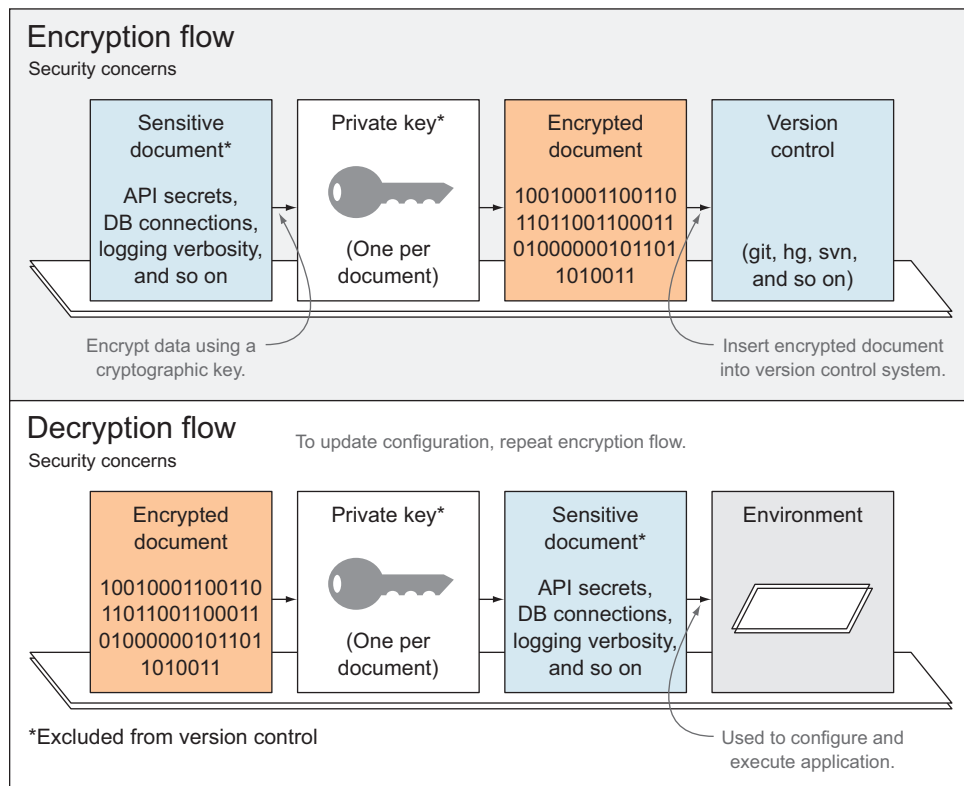 Encryption flow
Security concerns
Sensitive
document*
API secrets,
DB connections,
logging verbosity,
and so on
Private key*
(One per
document)
Encrypted
document
10010001100110
11011001100011
01000000101101
1010011
Version
control
(git, hg, svn,
and so on)
Encrypt data using a
cryptographic key.
Insert encrypted document
into version control system.
Decryption flow
Security concerns
To update configuration, repeat encryption flow.
Encrypted
document
10010001100110
11011001100011
01000000101101
1010011
Private key*
(One per
document)
Sensitive
document*
API secrets,
DB connections,
logging verbosity,
and so on
Environment
*Excluded from version control
Used to configure and
execute application.